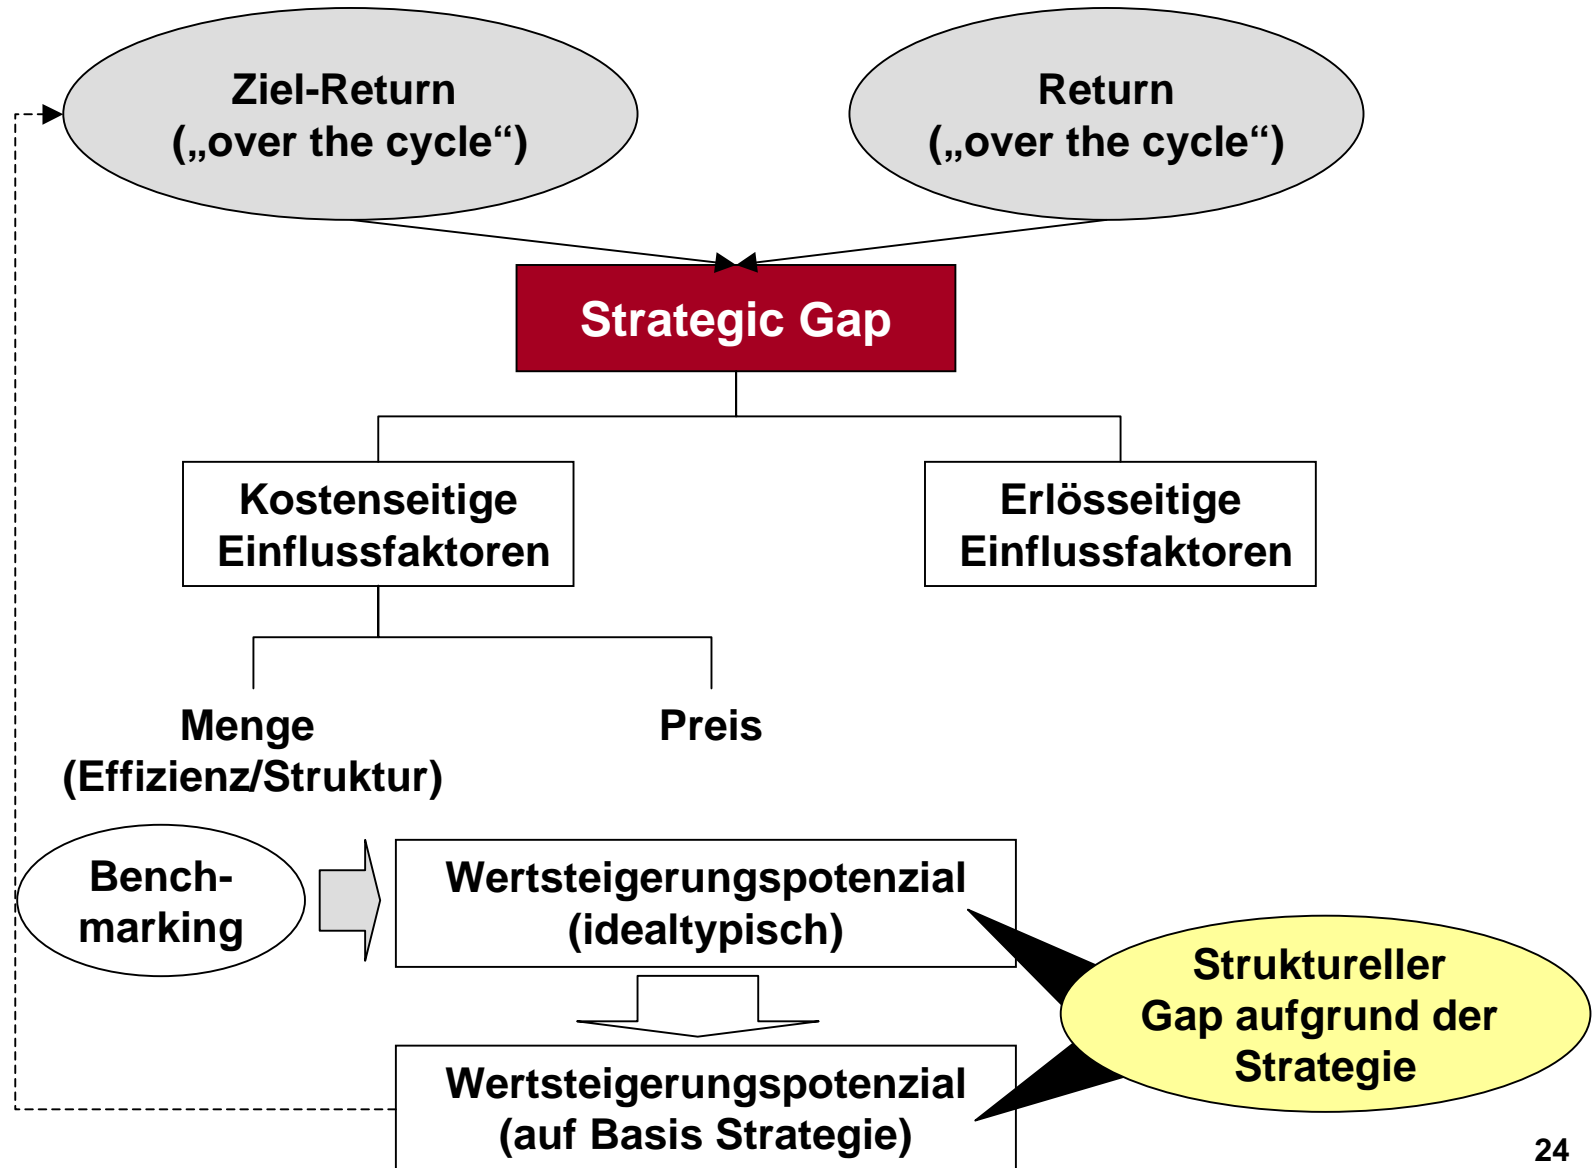 Ziel-Return
(„over the cycle“)
Return
(„over the cycle“)
Strategic Gap
Kostenseitige
Einflussfaktoren
Erlösseitige
Einflussfaktoren
Menge
(Effizienz/Struktur)
Preis
Bench-
marking
Wertsteigerungspotenzial
(idealtypisch)
Struktureller
Gap aufgrund der
Strategie
Wertsteigerungspotenzial
(auf Basis Strategie)
24